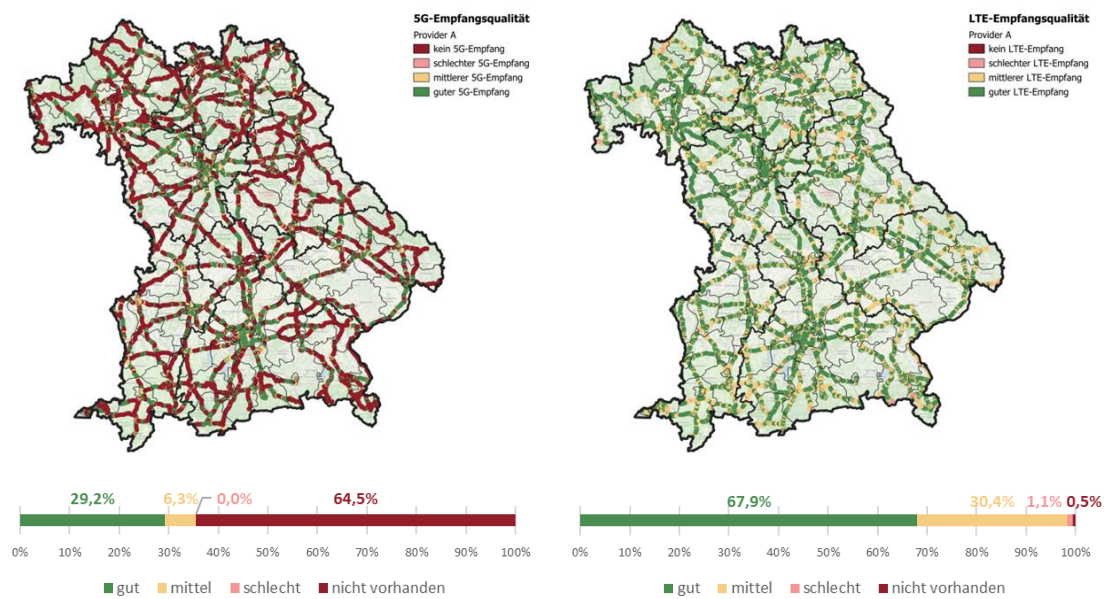 5G-Empfangsqualität
Provider A
kein 5G-Empfang
schlechter 5G-Empfang
mittlerer 5G-Empfang
guter 5G-Empfang
LTE-Empfangsqualität
Provider A
kein LTE-Empfang
schlechter LTE-Empfang
mittlerer LTE-Empfang
guter LTE-Empfang
29,2% 6,3% 0,0% 64,5%
0% 10% 20% 30% 40% 50% 60% 70% 80% 90% 100%
gut mittel schlecht nicht vorhanden
67,9% 30,4% 1,1% 0,5%
0% 10% 20% 30% 40% 50% 60% 70% 80% 90% 100%
gut mittel schlecht nicht vorhanden